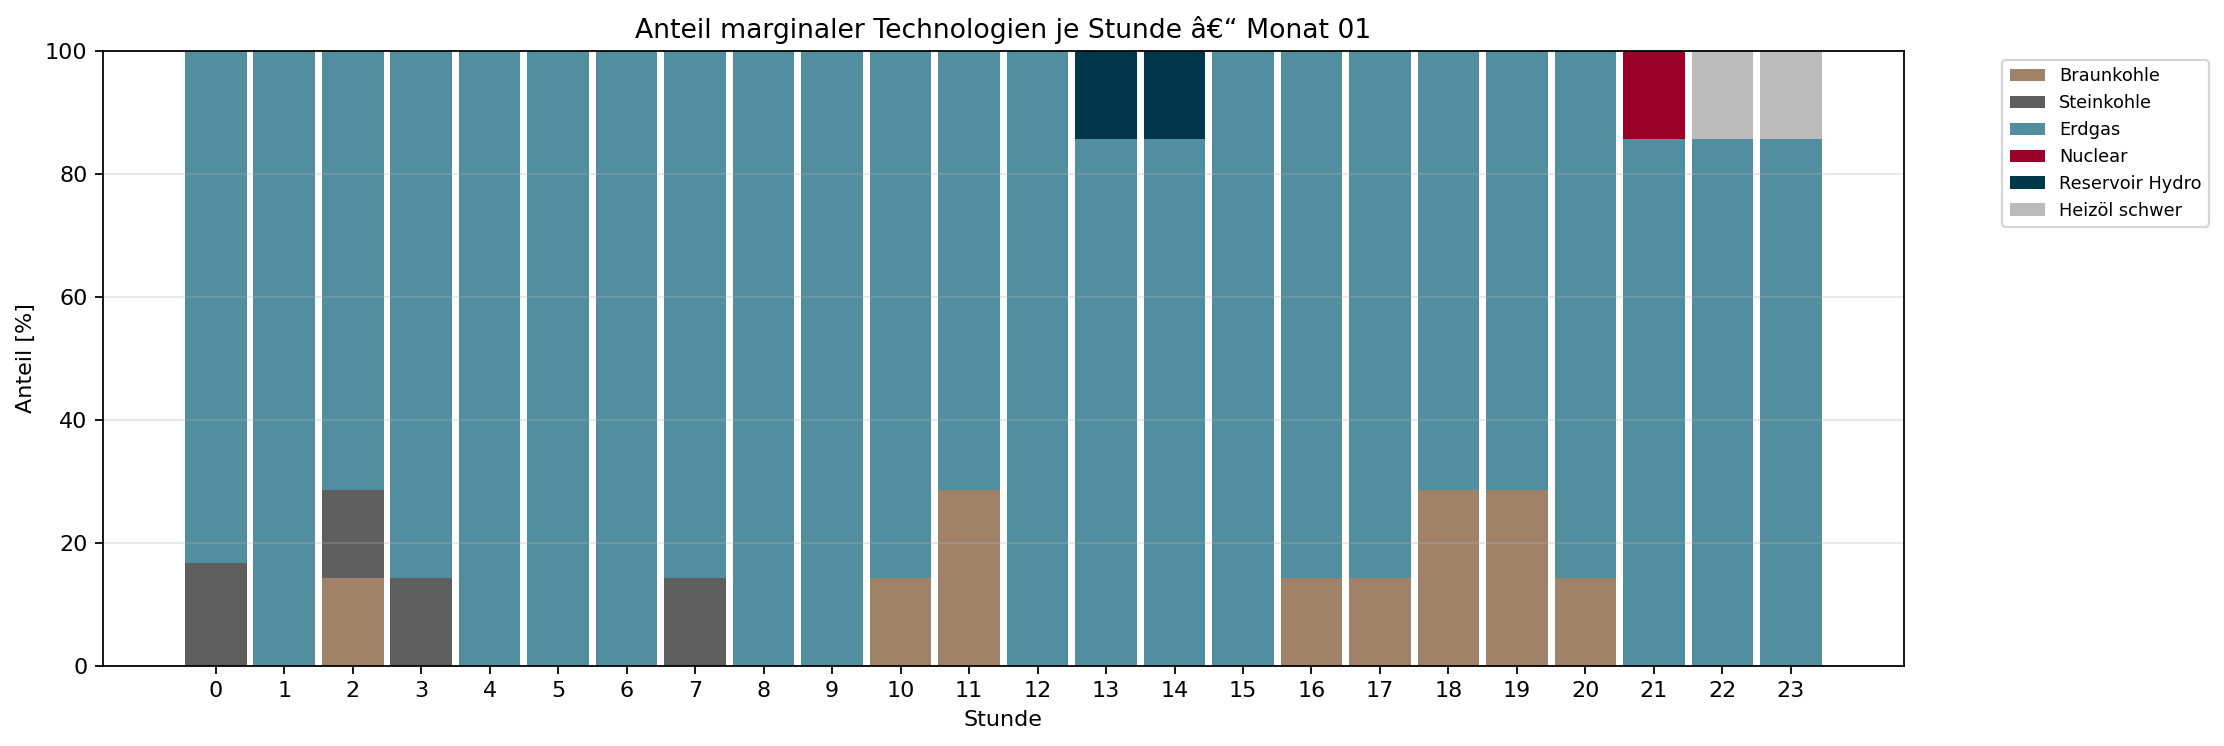 Anteil marginaler Technologien je Stunde â€“ Monat 01
Anteil [%]
100
80
60
40
20
0
0 1 2 3 4 5 6 7 8 9 10 11 12 13 14 15 16 17 18 19 20 21 22 23
Stunde
Braunkohle
Steinkohle
Erdgas
Nuclear
Reservoir Hydro
Heizöl schwer